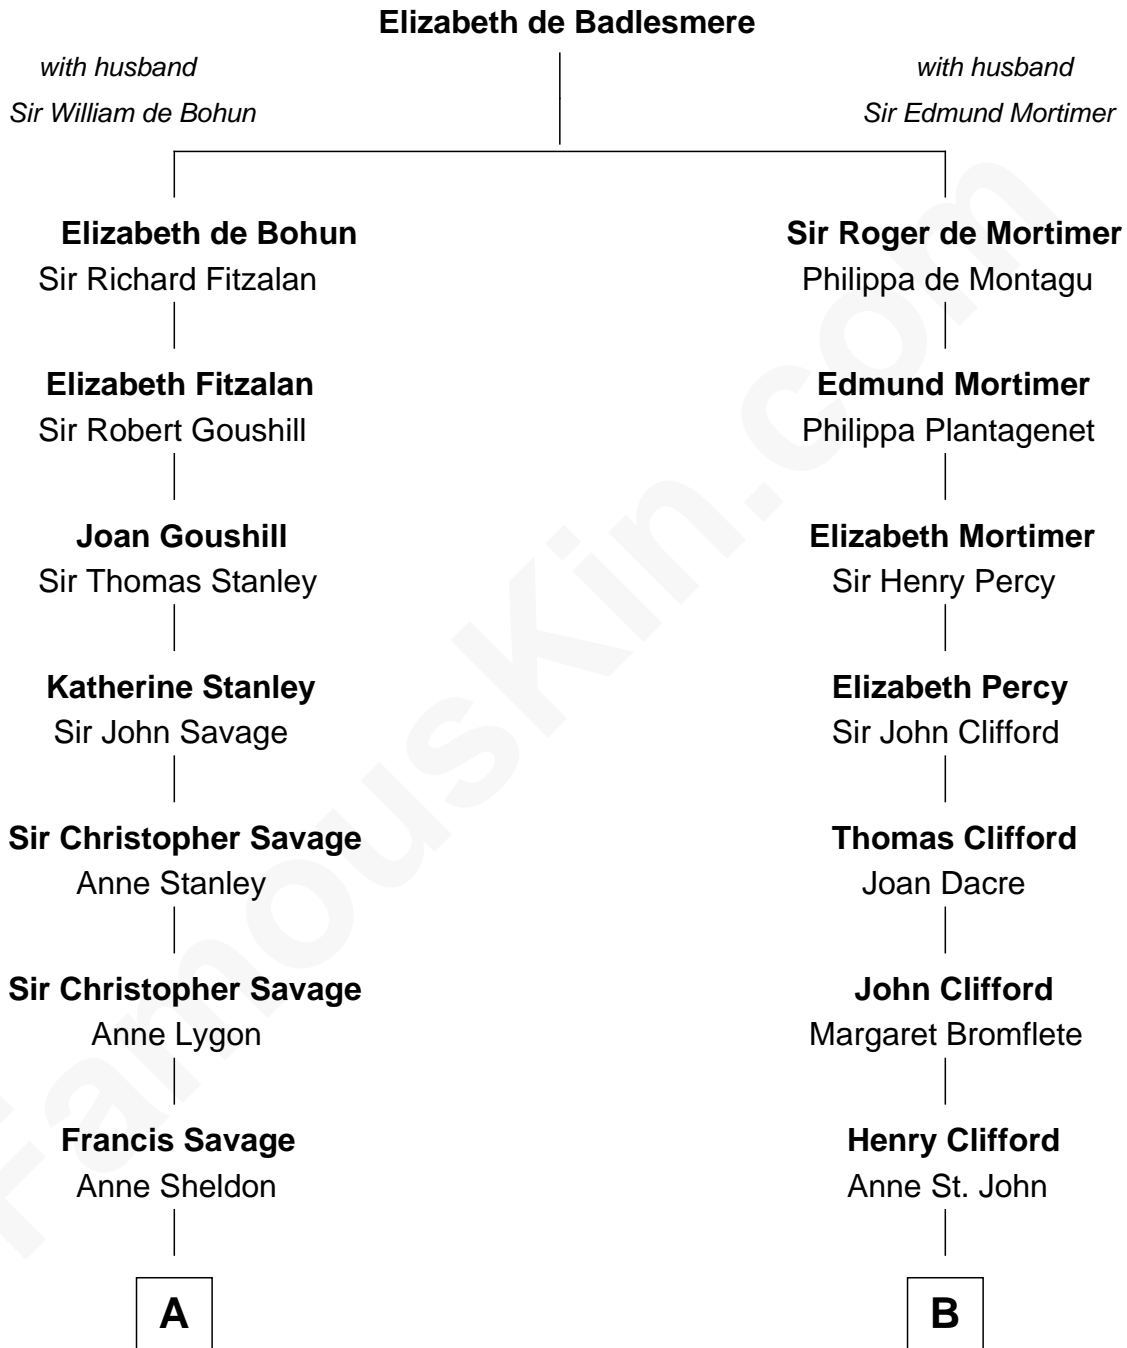 Elizabeth de Badlesmere
with husband
Sir William de Bohun
with husband
Sir Edmund Mortimer
Elizabeth de Bohun
Sir Richard Fitzalan
Sir Roger de Mortimer
Philippa de Montagu
Elizabeth Fitzalan
Sir Robert Goushill
Edmund Mortimer
Philippa Plantagenet
Joan Goushill
Sir Thomas Stanley
Elizabeth Mortimer
Sir Henry Percy
Katherine Stanley
Sir John Savage
Elizabeth Percy
Sir John Clifford
Sir Christopher Savage
Anne Stanley
Thomas Clifford
Joan Dacre
Sir Christopher Savage
Anne Lygon
John Clifford
Margaret Bromflete
Francis Savage
Anne Sheldon
Henry Clifford
Anne St. John
A
B
FamousKin.com